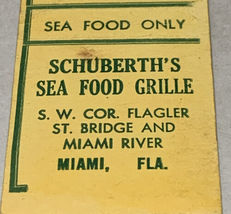 SEA FOOD ONLY
SCHUBERTH'S
SEA FOOD GRILLE
S. W. COR. FLAGLER
ST. BRIDGE AND
MIAMI RIVER
MIAMI, FLA.